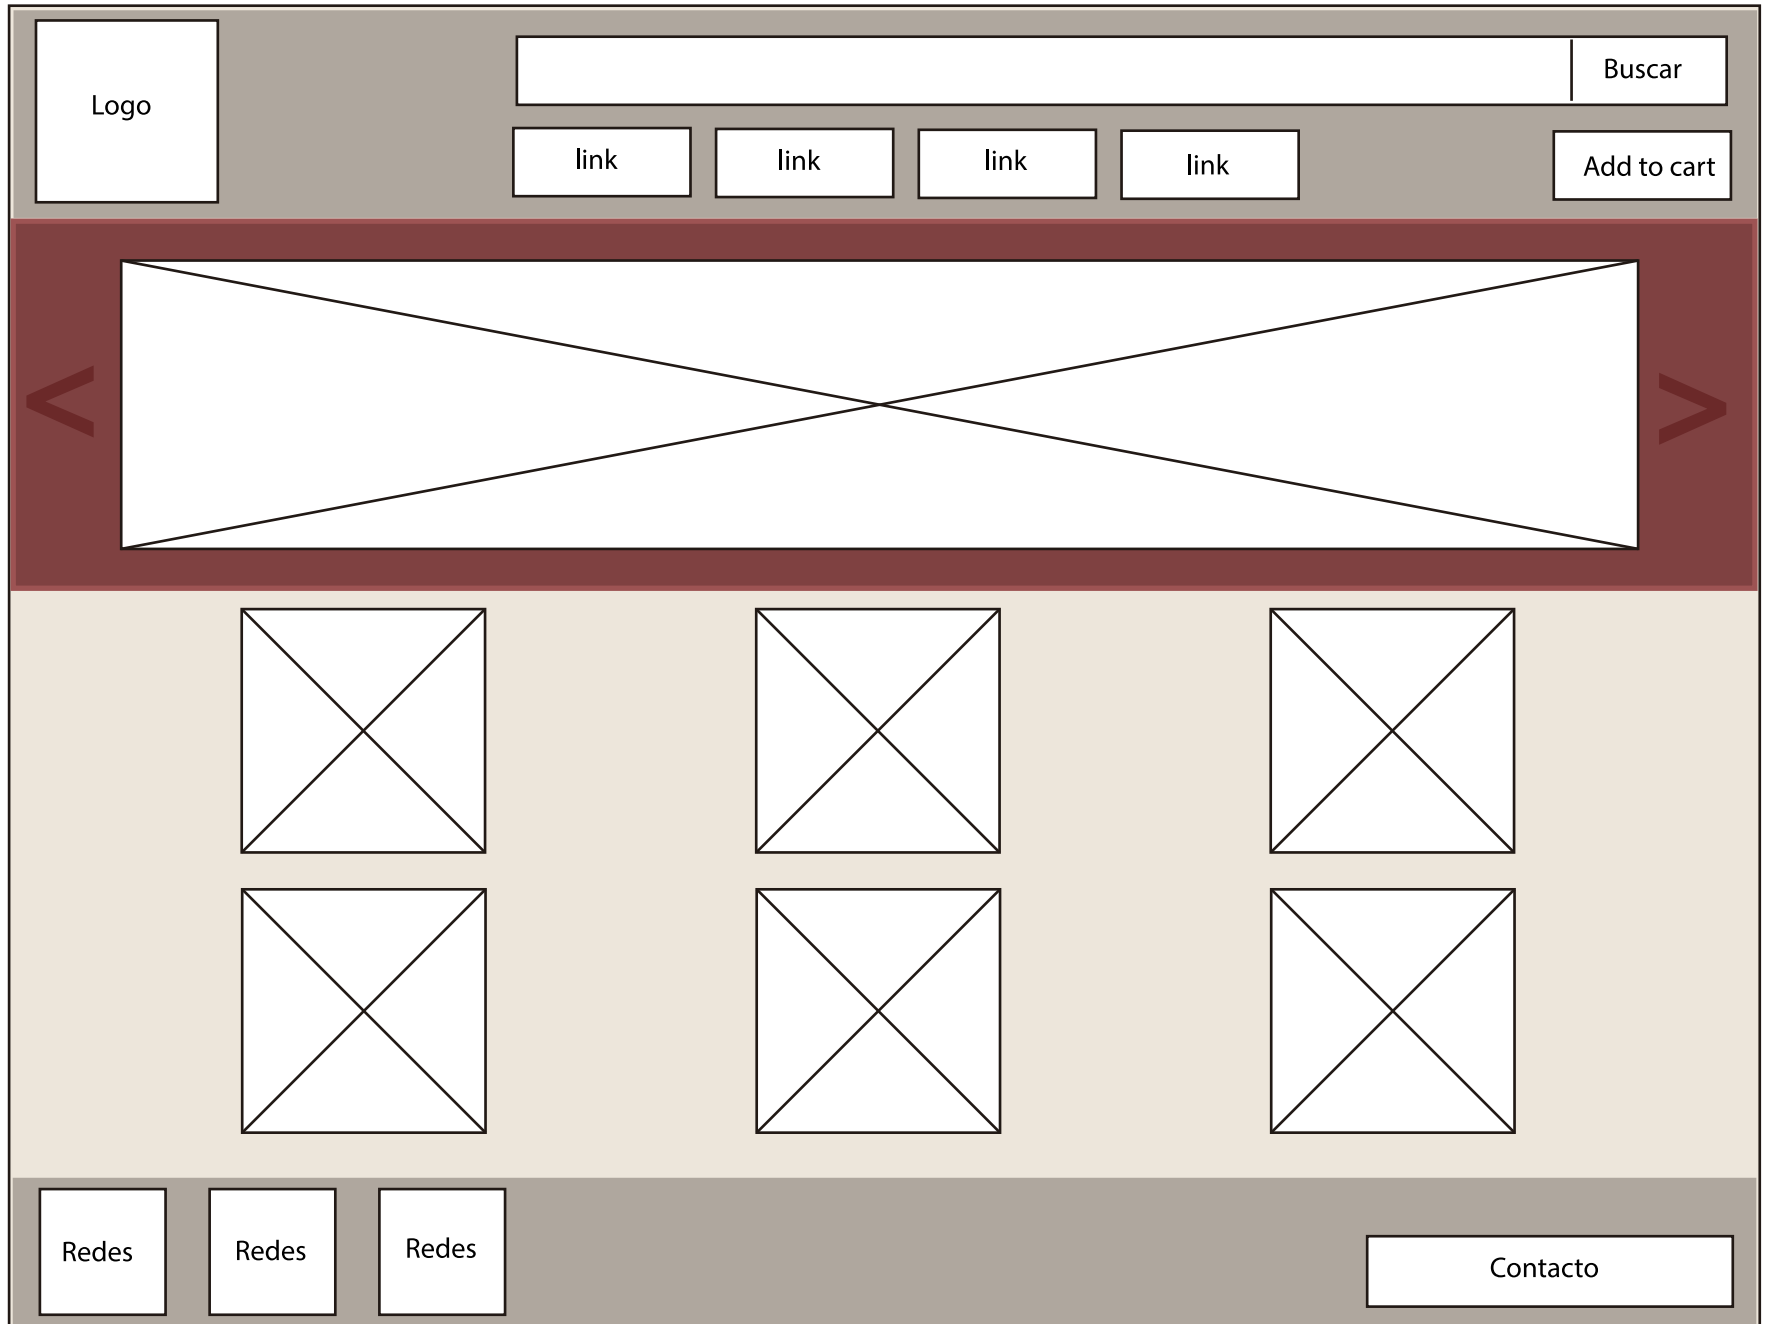 Logo
Buscar
link
link
link
link
Add to cart
<
>
Redes
Redes
Redes
Contacto